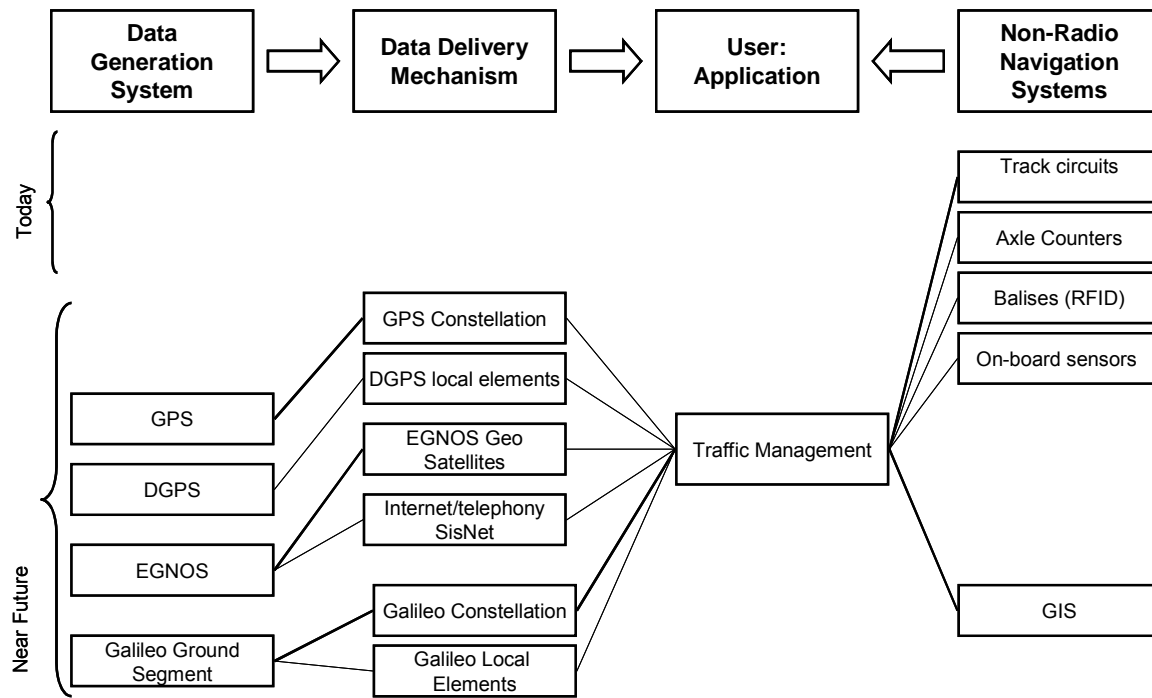 Data
Generation
System
Data Delivery
Mechanism
User:
Application
Non-Radio
Navigation
Systems
Today
Track circuits
Axle Counters
Balises (RFID)
On-board sensors
Near Future
GPS
DGPS
EGNOS
Galileo Ground
Segment
GPS Constellation
DGPS local elements
EGNOS Geo
Satellites
Internet/telephony
SisNet
Galileo Constellation
Galileo Local
Elements
Traffic Management
GIS